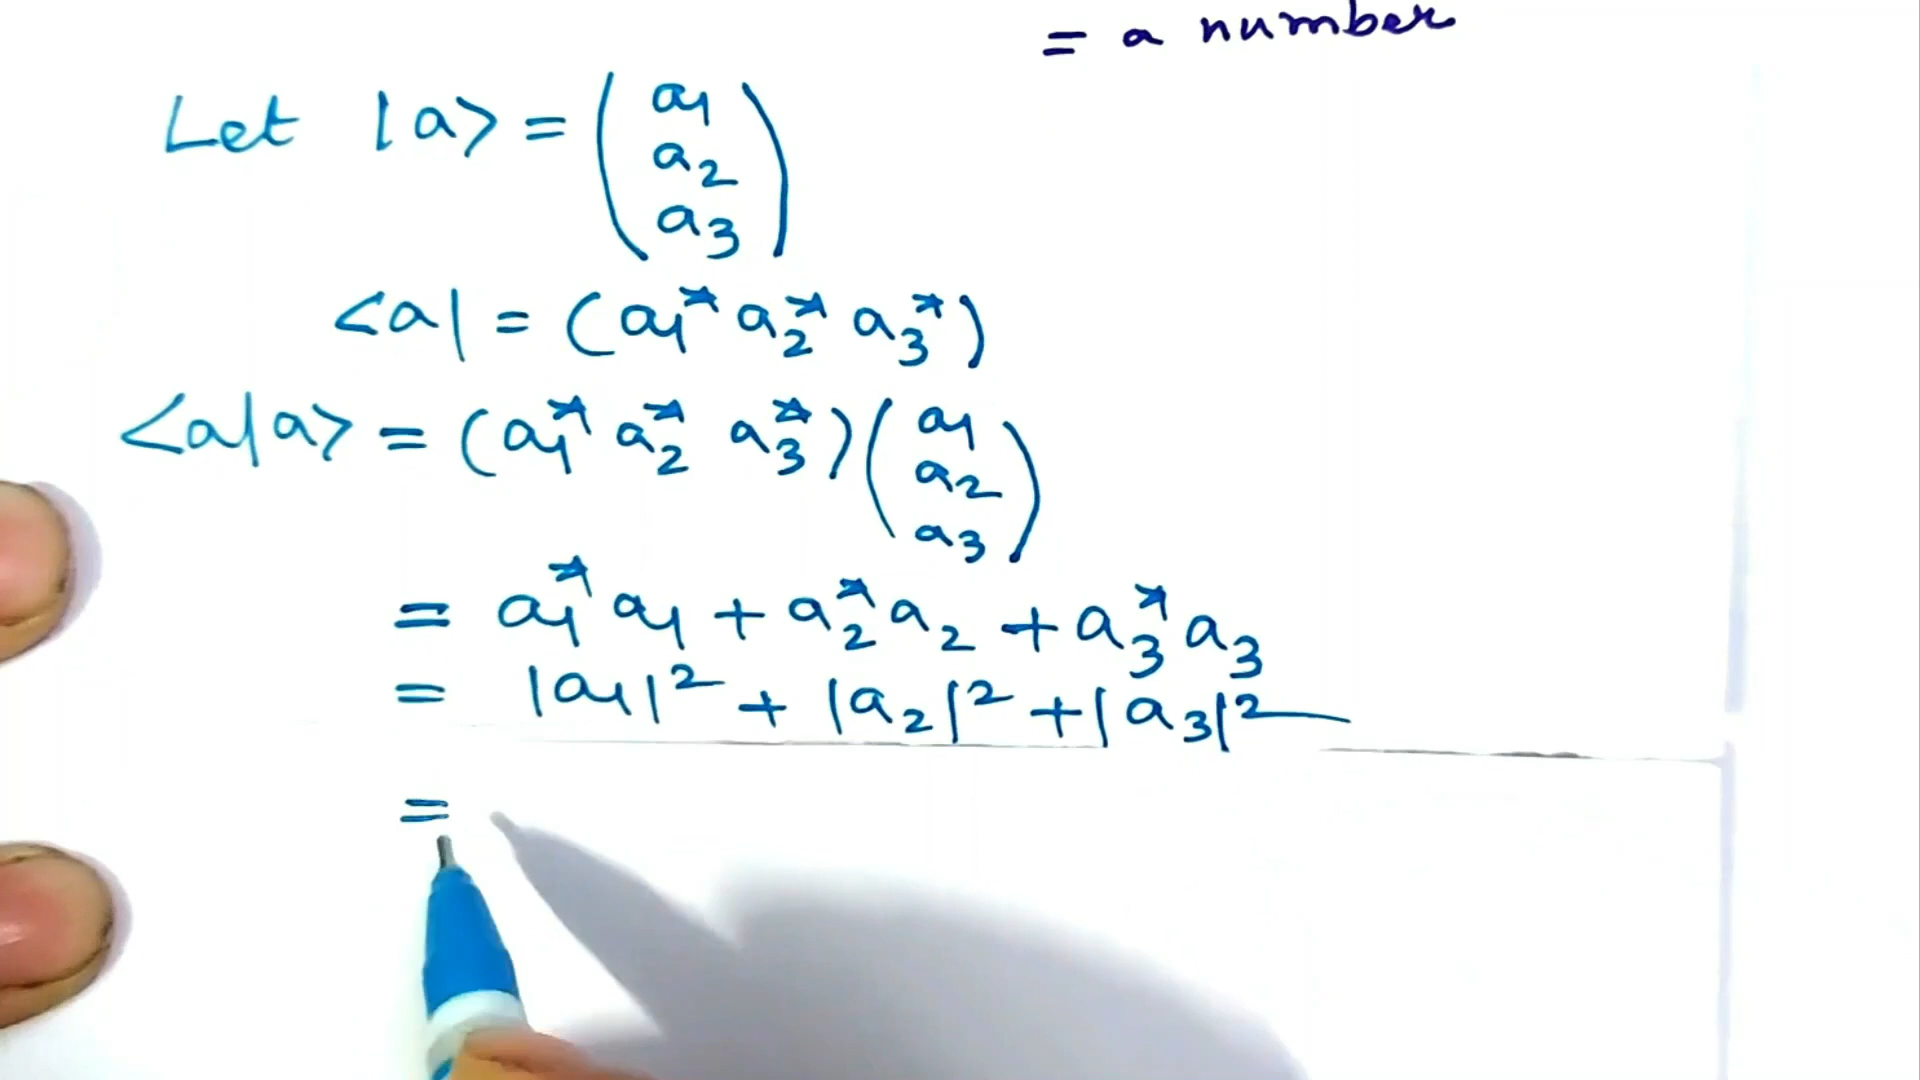 = a number
Let |a> = (a1
a2
a3)
<a| = (a1* a2* a3*)
<a|a> = (a1* a2* a3*) (a1
a2
a3)
= a1* a1 + a2* a2 + a3* a3
= |a1|² + |a2|² + |a3|²
=